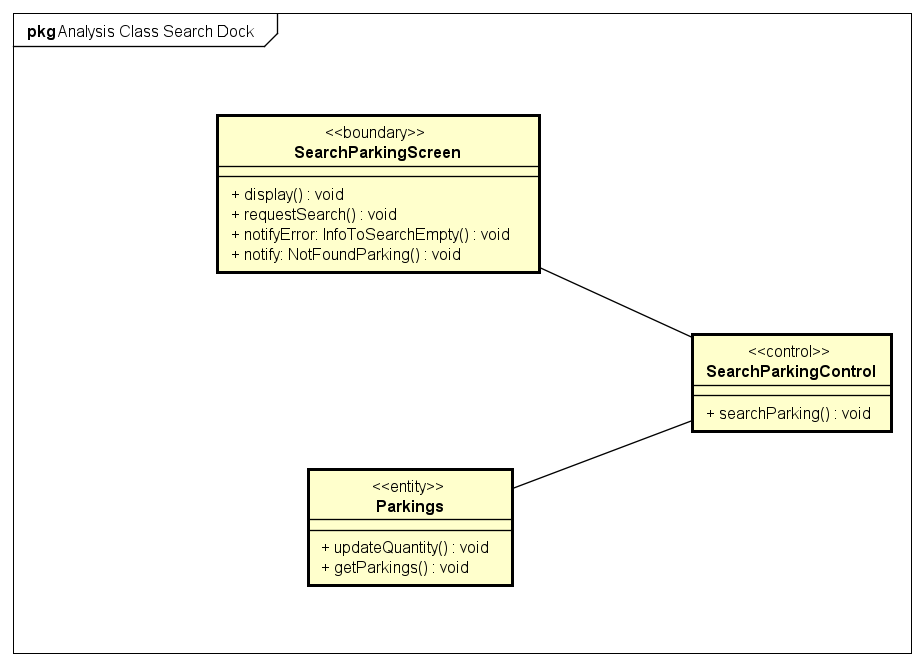 pkg Analysis Class Search Dock
<<boundary>>
SearchParkingScreen
+ display() : void
+ requestSearch() : void
+ notifyError: InfoToSearchEmpty() : void
+ notify: NotFoundParking() : void
<<control>>
SearchParkingControl
+ searchParking() : void
<<entity>>
Parkings
+ updateQuantity() : void
+ getParkings() : void